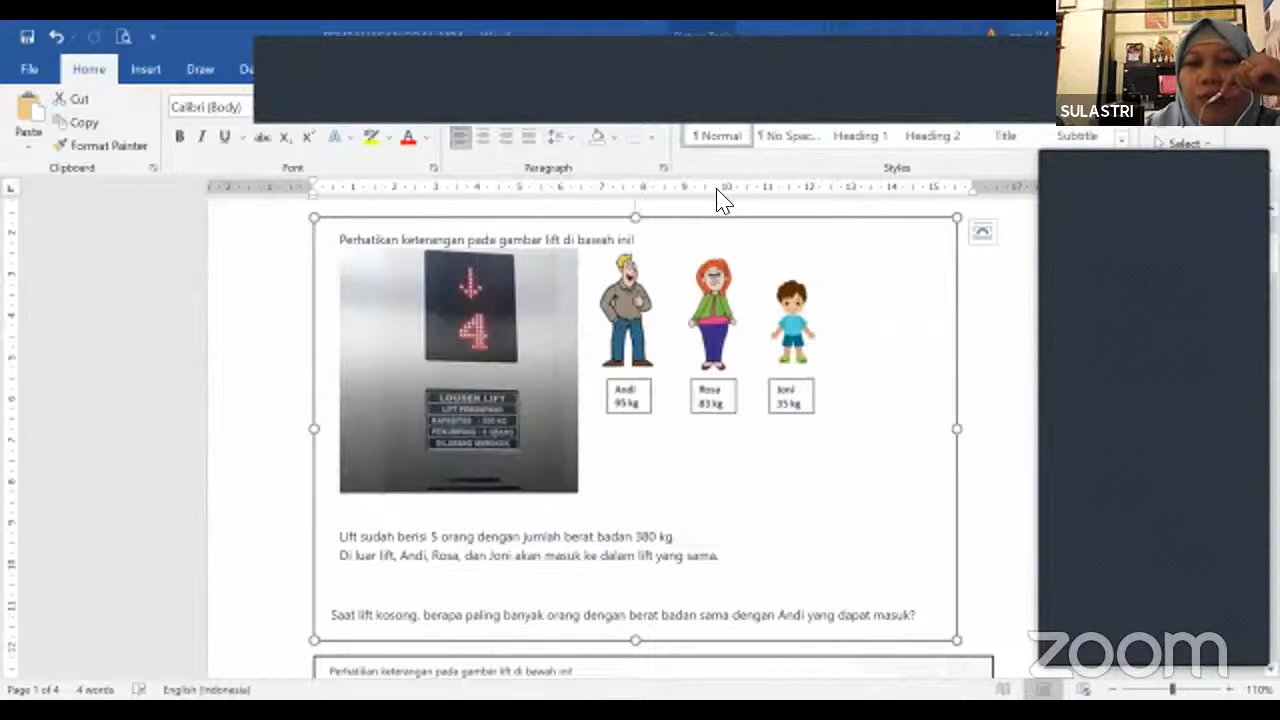 File
Home
Insert
Draw
Cut
Copy
Format Painter
Paste
Clipboard
Calibri (Body)
Font
Paragraph
¶ Normal
¶ No Spac...
Heading 1
Heading 2
Title
Subtitle
Select
Styles
SULASTRI
Perhatikan keterangan pada gambar lift di bawah ini!
4
LOUSER LIFT
Andi
95 kg
Rosa
83 kg
Joni
35 kg
Lift sudah berisi 5 orang dengan jumlah berat badan 380 kg.
Di luar lift, Andi, Rosa, dan Joni akan masuk ke dalam lift yang sama.
Saat lift kosong, berapa paling banyak orang dengan berat badan sama dengan Andi yang dapat masuk?
Perhatikan keterangan pada gambar lift di bawah ini!
Page 1 of 4
4 words
English (Indonesia)
110%
zoom